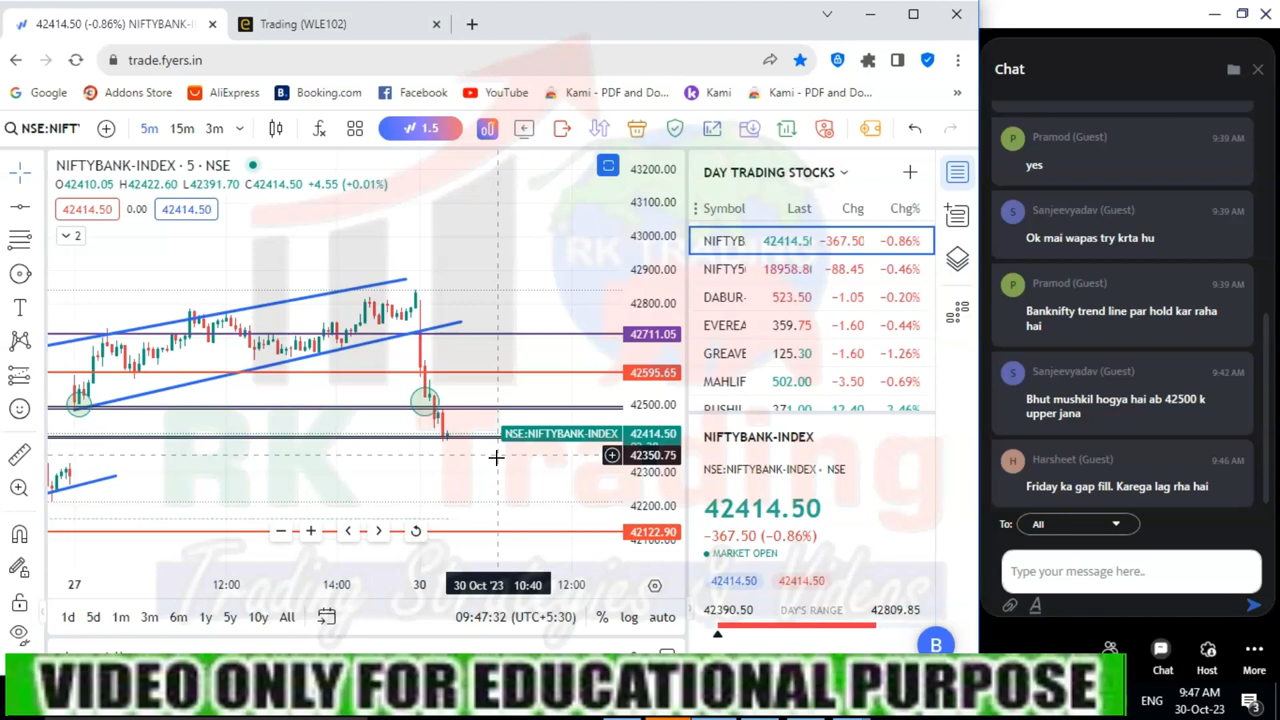 42414.50 (-0.86%) NIFTYBANK-I
Trading (WLE102)
trade.fyers.in
Google
Addons Store
AliExpress
Booking.com
Facebook
YouTube
Kami - PDF and Do...
Kami
Kami - PDF and Do...
»
NSE:NIFT
5m 15m 3m
1.5
NIFTYBANK-INDEX · 5 · NSE
O42410.05 H42422.60 L42391.70 C42414.50 +4.55 (+0.01%)
42414.50 0.00 42414.50
2
43200.00
43100.00
43000.00
42900.00
42800.00
42711.05
42595.65
42500.00
NSE:NIFTYBANK-INDEX 42414.50
42350.75
42300.00
42200.00
42122.90
27 12:00 14:00 30 30 Oct '23 10:40 12:00
1d 5d 1m 3m 6m 1y 5y 10y All
09:47:32 (UTC+5:30) % log auto
DAY TRADING STOCKS
Symbol Last Chg Chg%
NIFTYB 42414.5 -367.50 -0.86%
NIFTY5 18958.8 -88.45 -0.46%
DABUR- 523.50 -1.05 -0.20%
EVEREA 359.75 -1.60 -0.44%
GREAVE 125.30 -1.60 -1.26%
MAHLIF 502.00 -3.50 -0.69%
RUSHIL 371.00 12.40 3.46%
NIFTYBANK-INDEX
NSE:NIFTYBANK-INDEX • NSE
42414.50
-367.50 (-0.86%)
MARKET OPEN
42414.50 42414.50
42390.50 DAY'S RANGE 42809.85
B
RK TRADING
RK Trading
Chat
P
Pramod (Guest) 9:39 AM
yes
S
Sanjeevyadav (Guest) 9:39 AM
Ok mai wapas try krta hu
P
Pramod (Guest) 9:39 AM
Banknifty trend line par hold kar raha
hai
S
Sanjeevyadav (Guest) 9:42 AM
Bhut mushkil hogya hai ab 42500 k
upper jana
H
Harsheet (Guest) 9:46 AM
Friday ka gap fill. Karega lag rha hai
To: All
Type your message here..
Chat Host More
ENG 9:47 AM
30-Oct-23
3
VIDEO ONLY FOR EDUCATIONAL PURPOSE